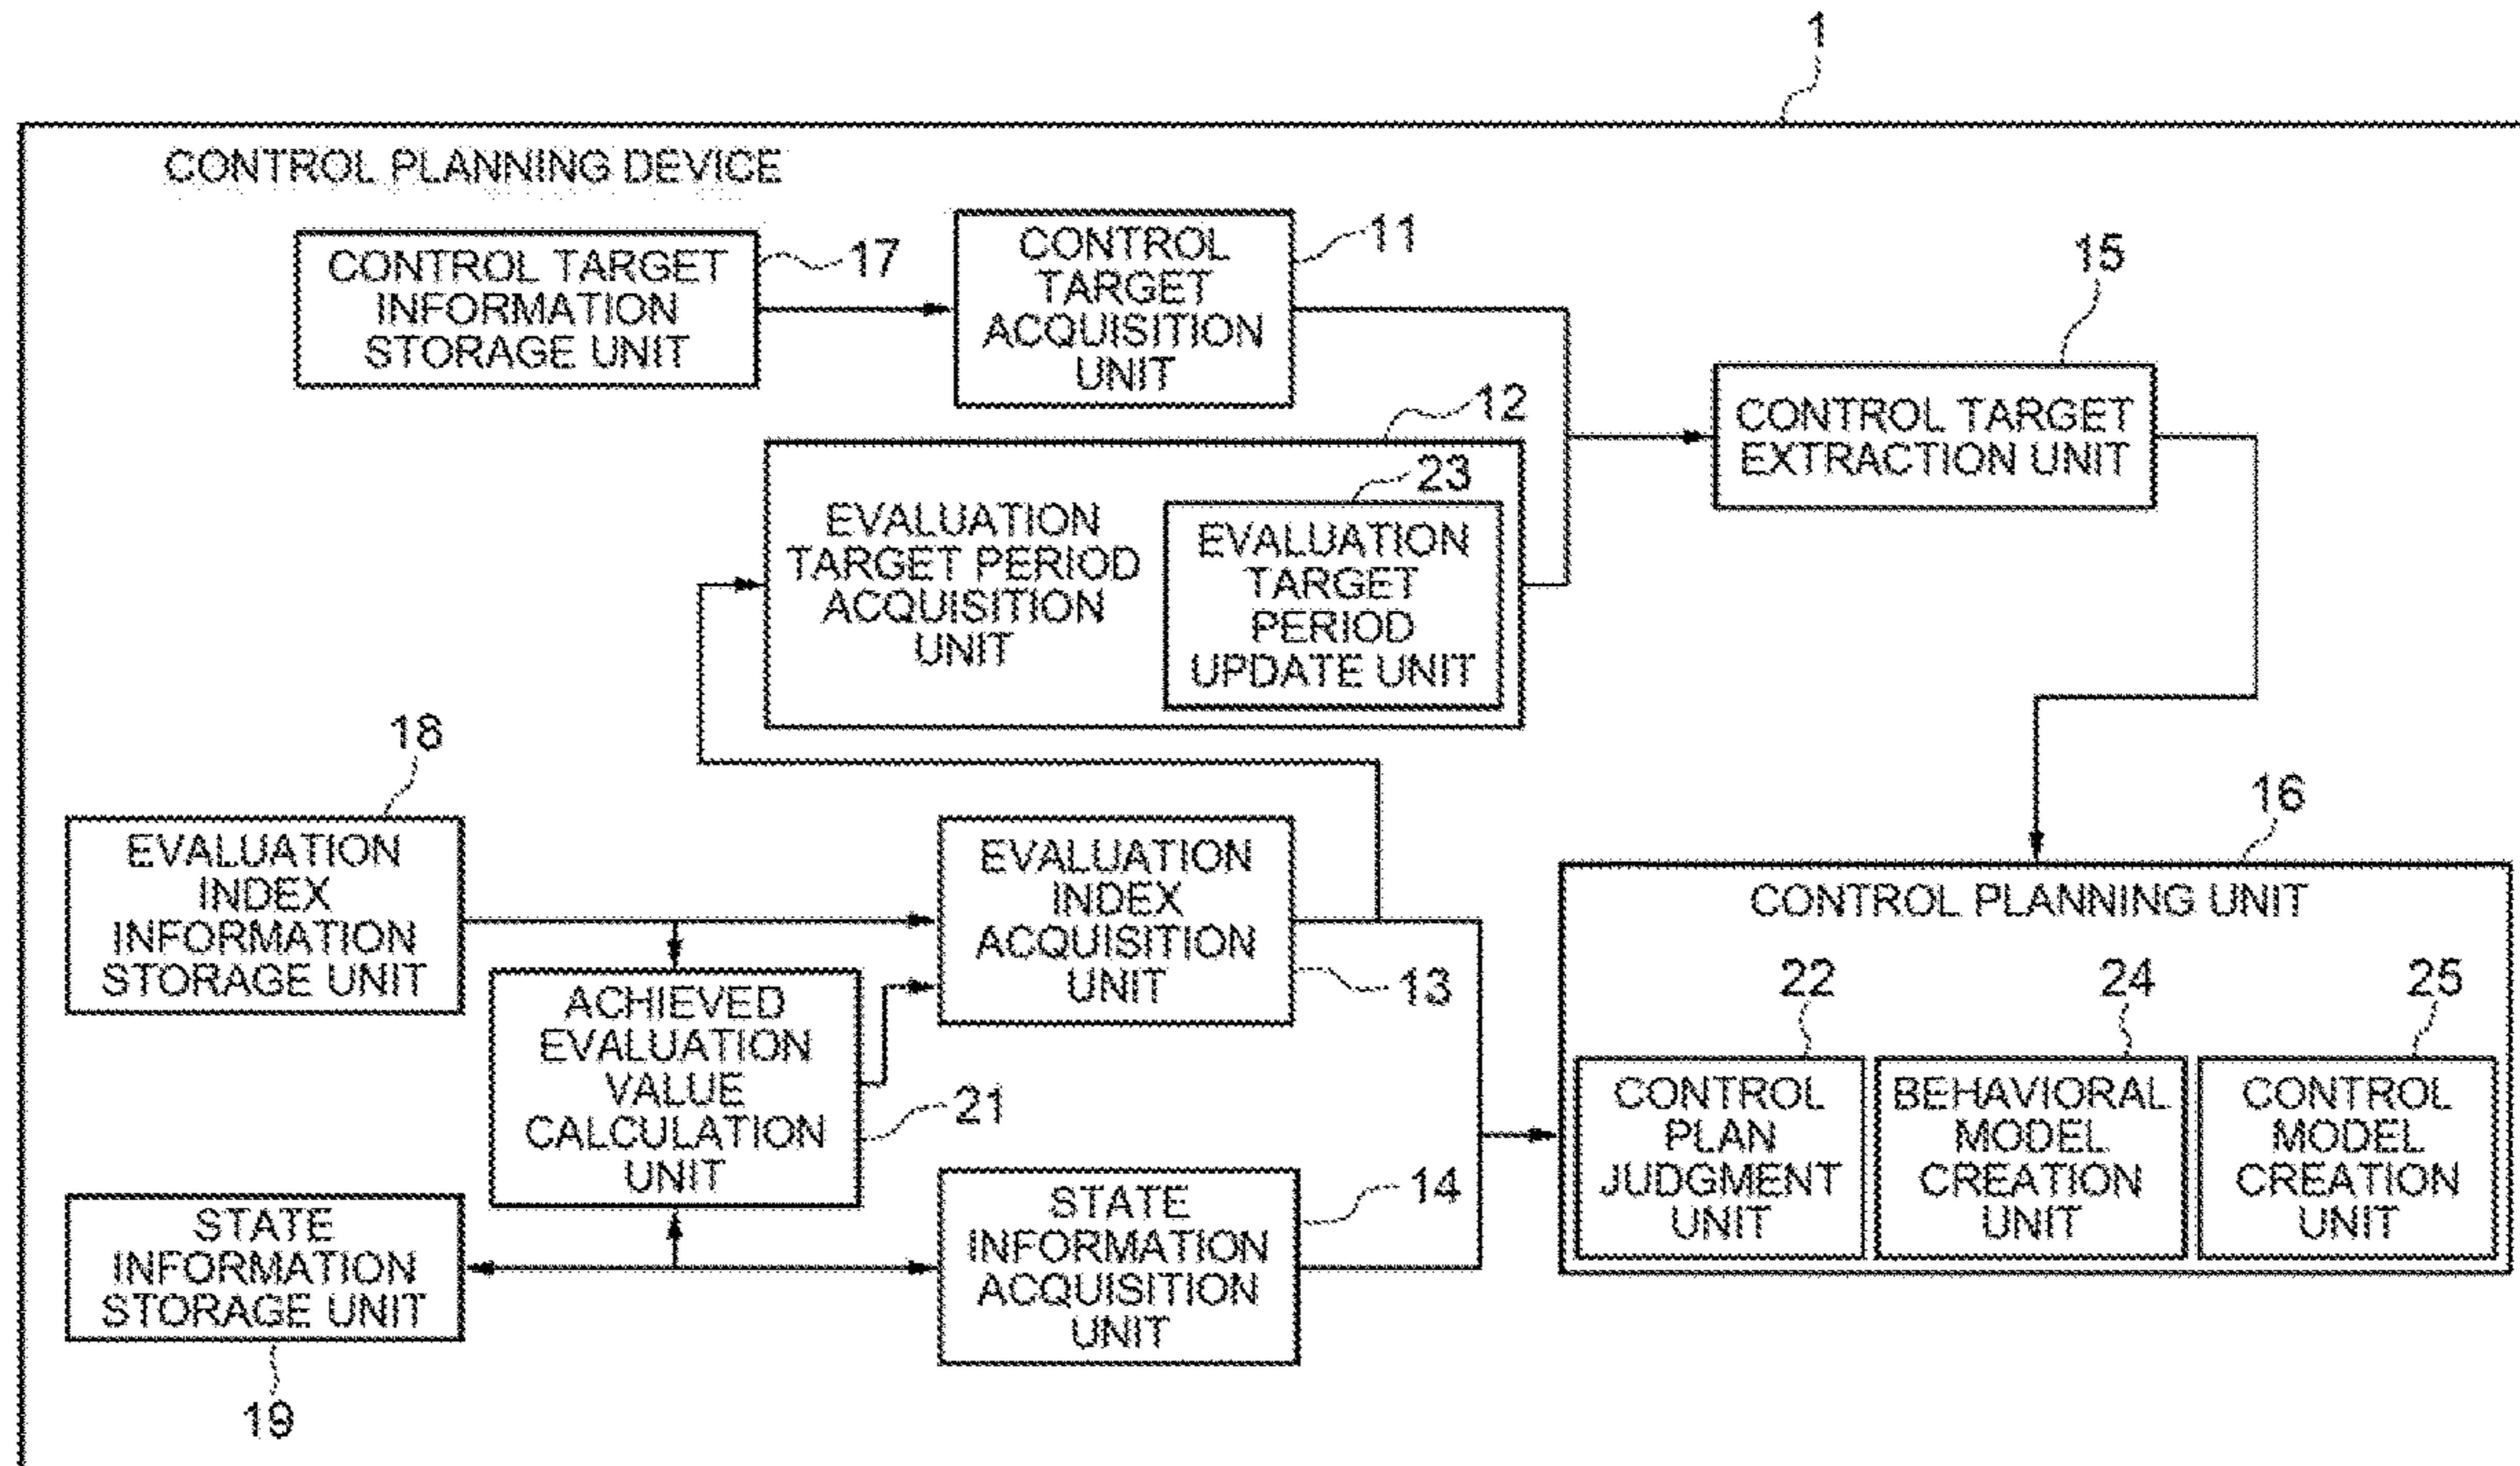 1
CONTROL PLANNING DEVICE
CONTROL TARGET
INFORMATION
STORAGE UNIT
17
CONTROL
TARGET
ACQUISITION
UNIT
11
15
CONTROL TARGET
EXTRACTION UNIT
12
EVALUATION
TARGET PERIOD
ACQUISITION
UNIT
23
EVALUATION
TARGET
PERIOD
UPDATE UNIT
18
EVALUATION
INDEX
INFORMATION
STORAGE UNIT
EVALUATION
INDEX
ACQUISITION
UNIT
13
ACHIEVED
EVALUATION
VALUE
CALCULATION
UNIT
21
STATE
INFORMATION
STORAGE UNIT
19
STATE
INFORMATION
ACQUISITION
UNIT
14
16
CONTROL PLANNING UNIT
22
CONTROL
PLAN
JUDGMENT
UNIT
24
BEHAVIORAL
MODEL
CREATION
UNIT
25
CONTROL
MODEL
CREATION
UNIT